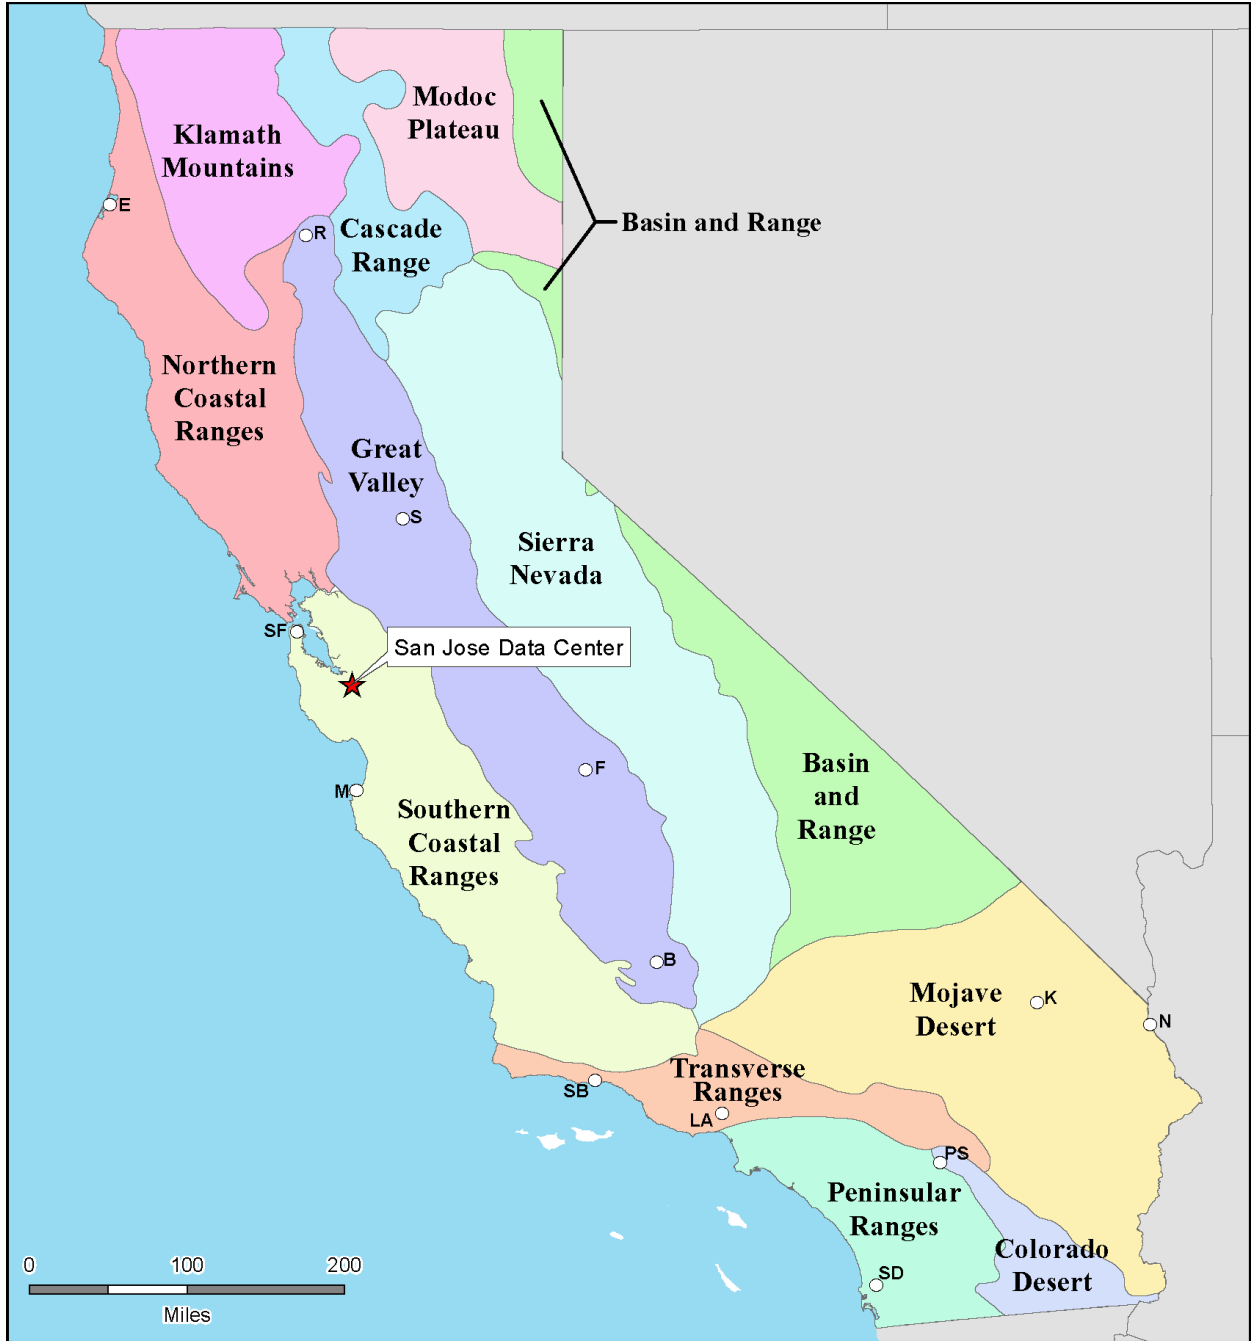 Modoc
Plateau
Klamath
Mountains
E
R
Cascade
Range
Basin and Range
Northern
Coastal
Ranges
Great
Valley
S
Sierra
Nevada
SF
San Jose Data Center
F
M
Southern
Coastal
Ranges
Basin
and
Range
B
Mojave
Desert
K
N
Transverse
Ranges
SB
LA
PS
Peninsular
Ranges
Colorado
Desert
SD
0 100 200
Miles